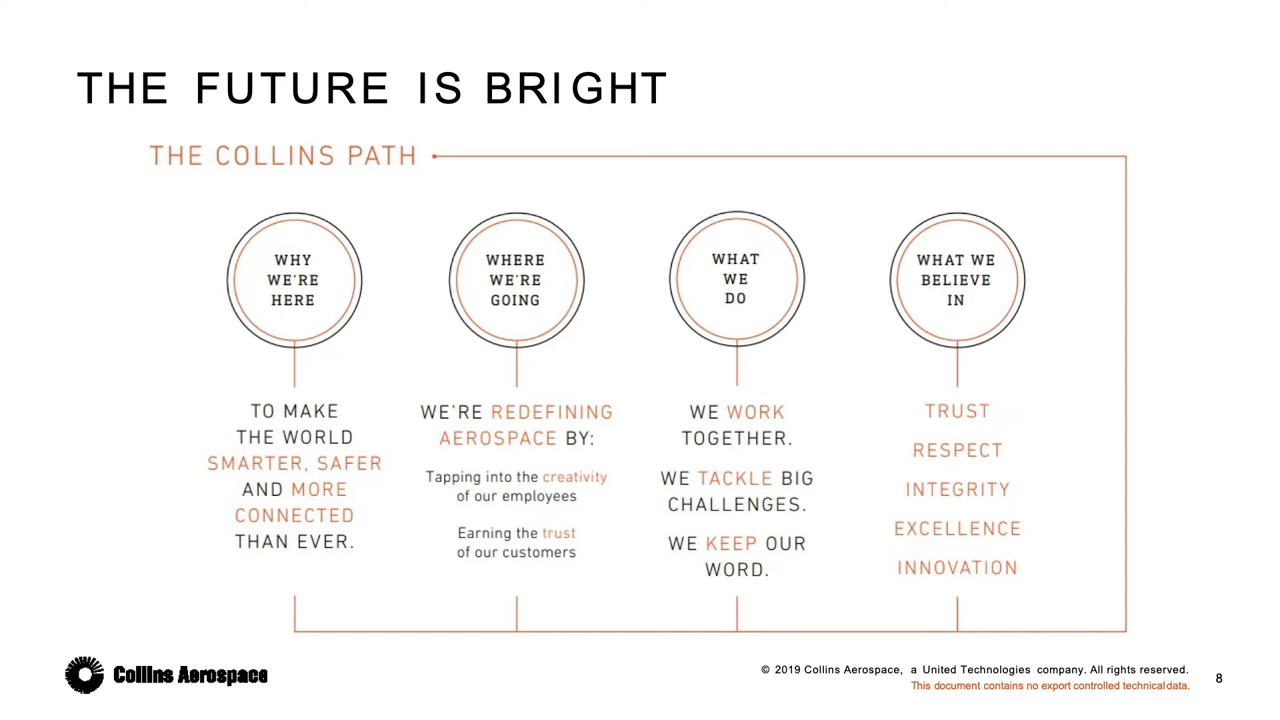 THE FUTURE IS BRIGHT
THE COLLINS PATH
WHY
WE'RE
HERE
TO MAKE
THE WORLD
SMARTER, SAFER
AND MORE
CONNECTED
THAN EVER.
WHERE
WE'RE
GOING
WE'RE REDEFINING
AEROSPACE BY:
Tapping into the creativity
of our employees
Earning the trust
of our customers
WHAT
WE
DO
WE WORK
TOGETHER.
WE TACKLE BIG
CHALLENGES.
WE KEEP OUR
WORD.
WHAT WE
BELIEVE
IN
TRUST
RESPECT
INTEGRITY
EXCELLENCE
INNOVATION
Collins Aerospace
© 2019 Collins Aerospace, a United Technologies company. All rights reserved.
This document contains no export controlled technical data.
8